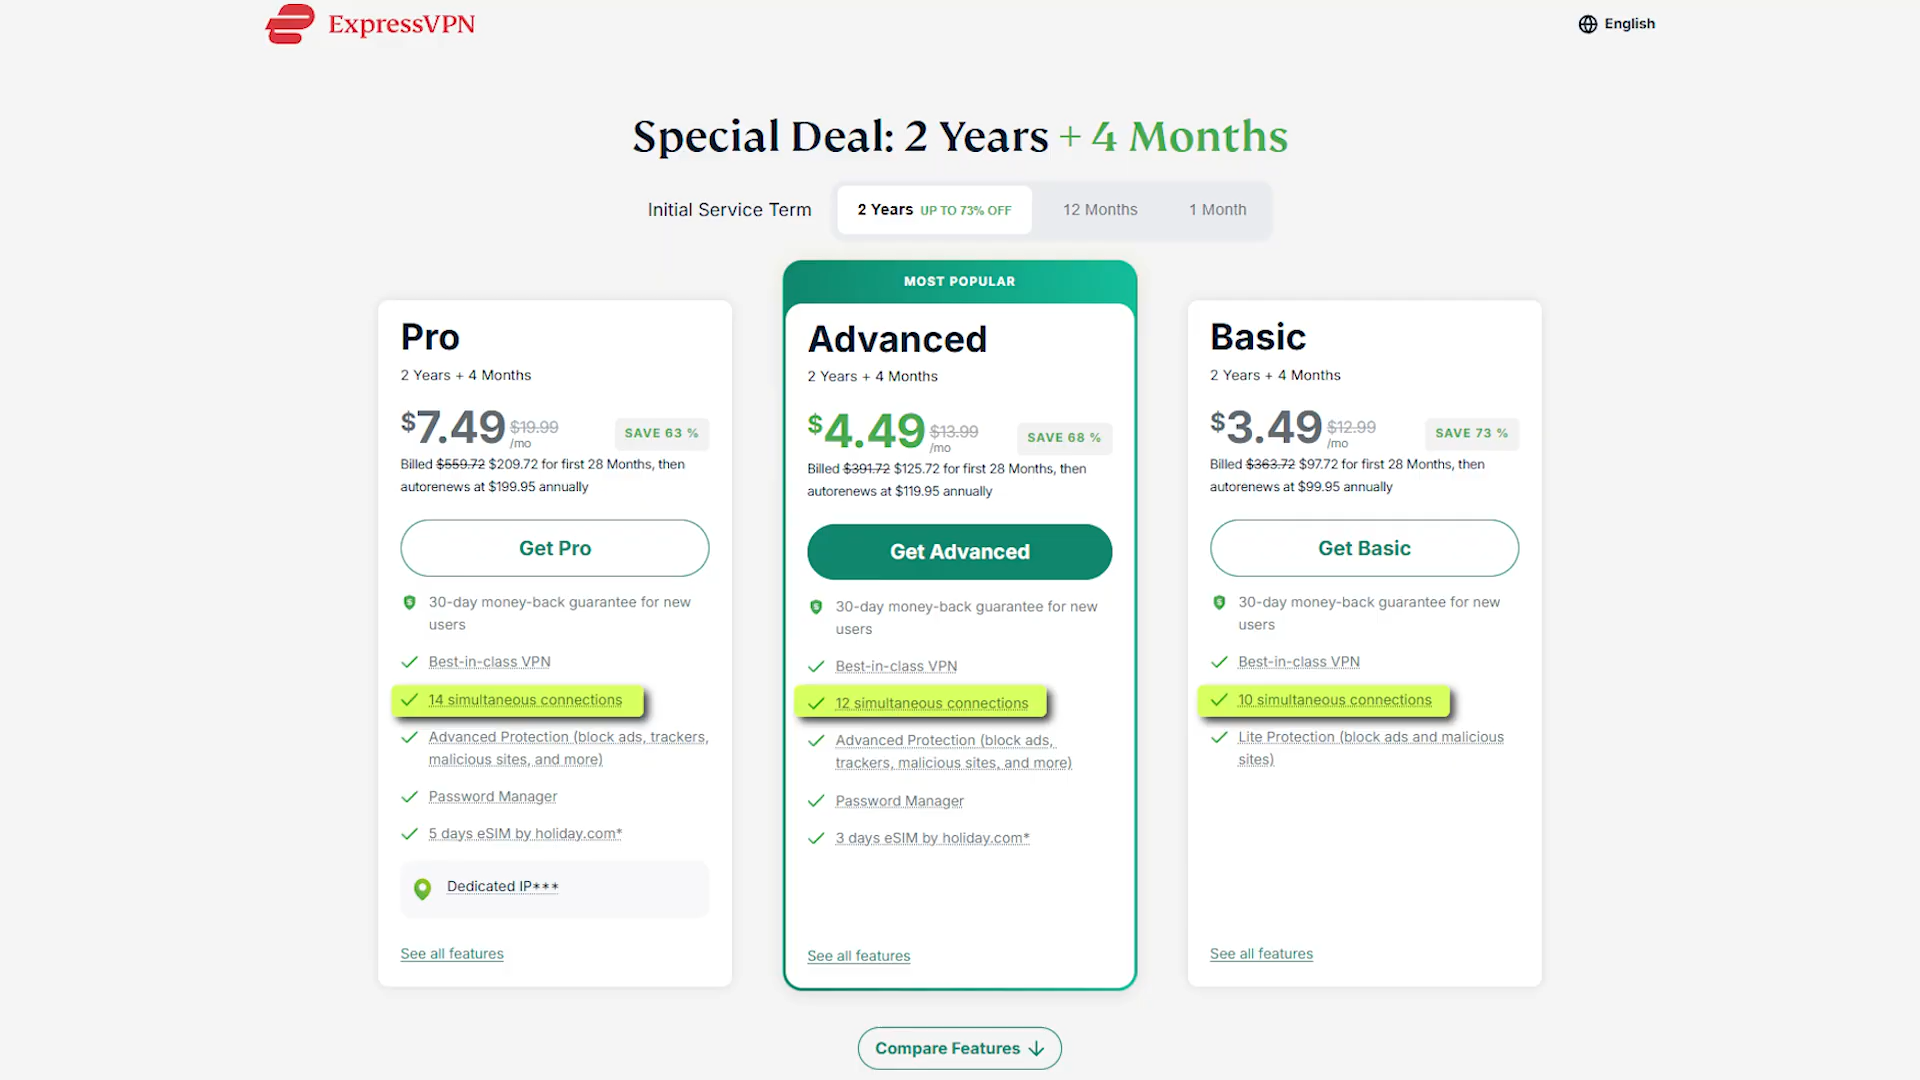 ExpressVPN
English
Special Deal: 2 Years + 4 Months
Initial Service Term
2 Years UP TO 73% OFF
12 Months
1 Month
Pro
2 Years + 4 Months
$7.49 $19.99 /mo
SAVE 63 %
Billed $559.72 $209.72 for first 28 Months, then
autorenews at $199.95 annually
Get Pro
30-day money-back guarantee for new
users
Best-in-class VPN
14 simultaneous connections
Advanced Protection (block ads, trackers,
malicious sites, and more)
Password Manager
5 days eSIM by holiday.com*
Dedicated IP***
See all features
MOST POPULAR
Advanced
2 Years + 4 Months
$4.49 $13.99 /mo
SAVE 68 %
Billed $391.72 $125.72 for first 28 Months, then
autorenews at $119.95 annually
Get Advanced
30-day money-back guarantee for new
users
Best-in-class VPN
12 simultaneous connections
Advanced Protection (block ads,
trackers, malicious sites, and more)
Password Manager
3 days eSIM by holiday.com*
See all features
Basic
2 Years + 4 Months
$3.49 $12.99 /mo
SAVE 73 %
Billed $363.72 $97.72 for first 28 Months, then
autorenews at $99.95 annually
Get Basic
30-day money-back guarantee for new
users
Best-in-class VPN
10 simultaneous connections
Lite Protection (block ads and malicious
sites)
See all features
Compare Features ↓